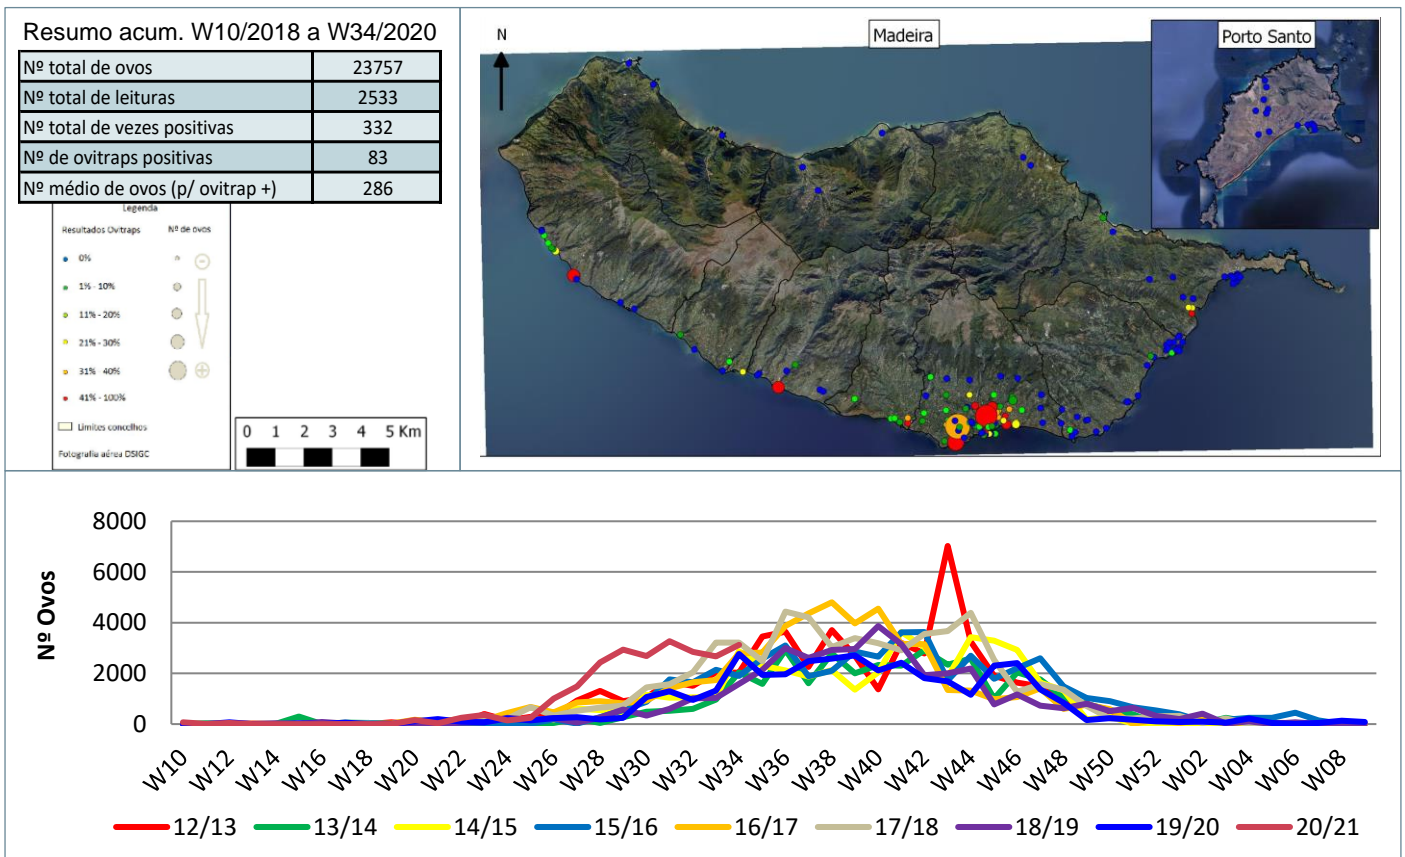 Resumo acum. W10/2018 a W34/2020
Nº total de ovos 23757
Nº total de leituras 2533
Nº total de vezes positivas 332
Nº de ovitraps positivas 83
Nº médio de ovos (p/ ovitrap +) 286
Legenda
Resultados Ovitraps Nº de ovos
0%
1% - 10%
11% - 20%
21% - 30%
31% - 40%
41% - 100%
Limites concelhos
Fotografia aérea DSIGC
0 1 2 3 4 5 Km
N
Madeira
Porto Santo
8000
6000
4000
2000
0
Nº Ovos
W10 W12 W14 W16 W18 W20 W22 W24 W26 W28 W30 W32 W34 W36 W38 W40 W42 W44 W46 W48 W50 W52 W02 W04 W06 W08
12/13 13/14 14/15 15/16 16/17 17/18 18/19 19/20 20/21